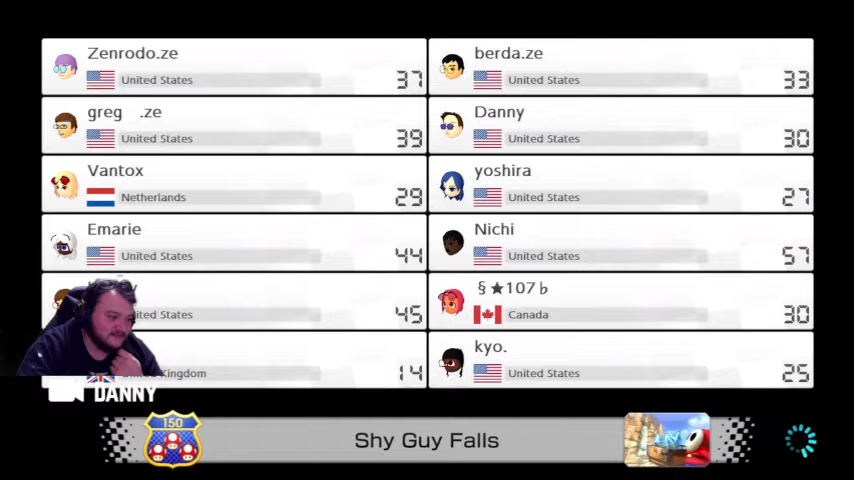 Zenrodo.ze
United States
37
berda.ze
United States
33
greg .ze
United States
39
Danny
United States
30
Vantox
Netherlands
29
yoshira
United States
27
Emarie
United States
44
Nichi
United States
57
United States
45
§★107♭
Canada
30
Kingdom
14
kyo.
United States
25
DANNY
150
Shy Guy Falls